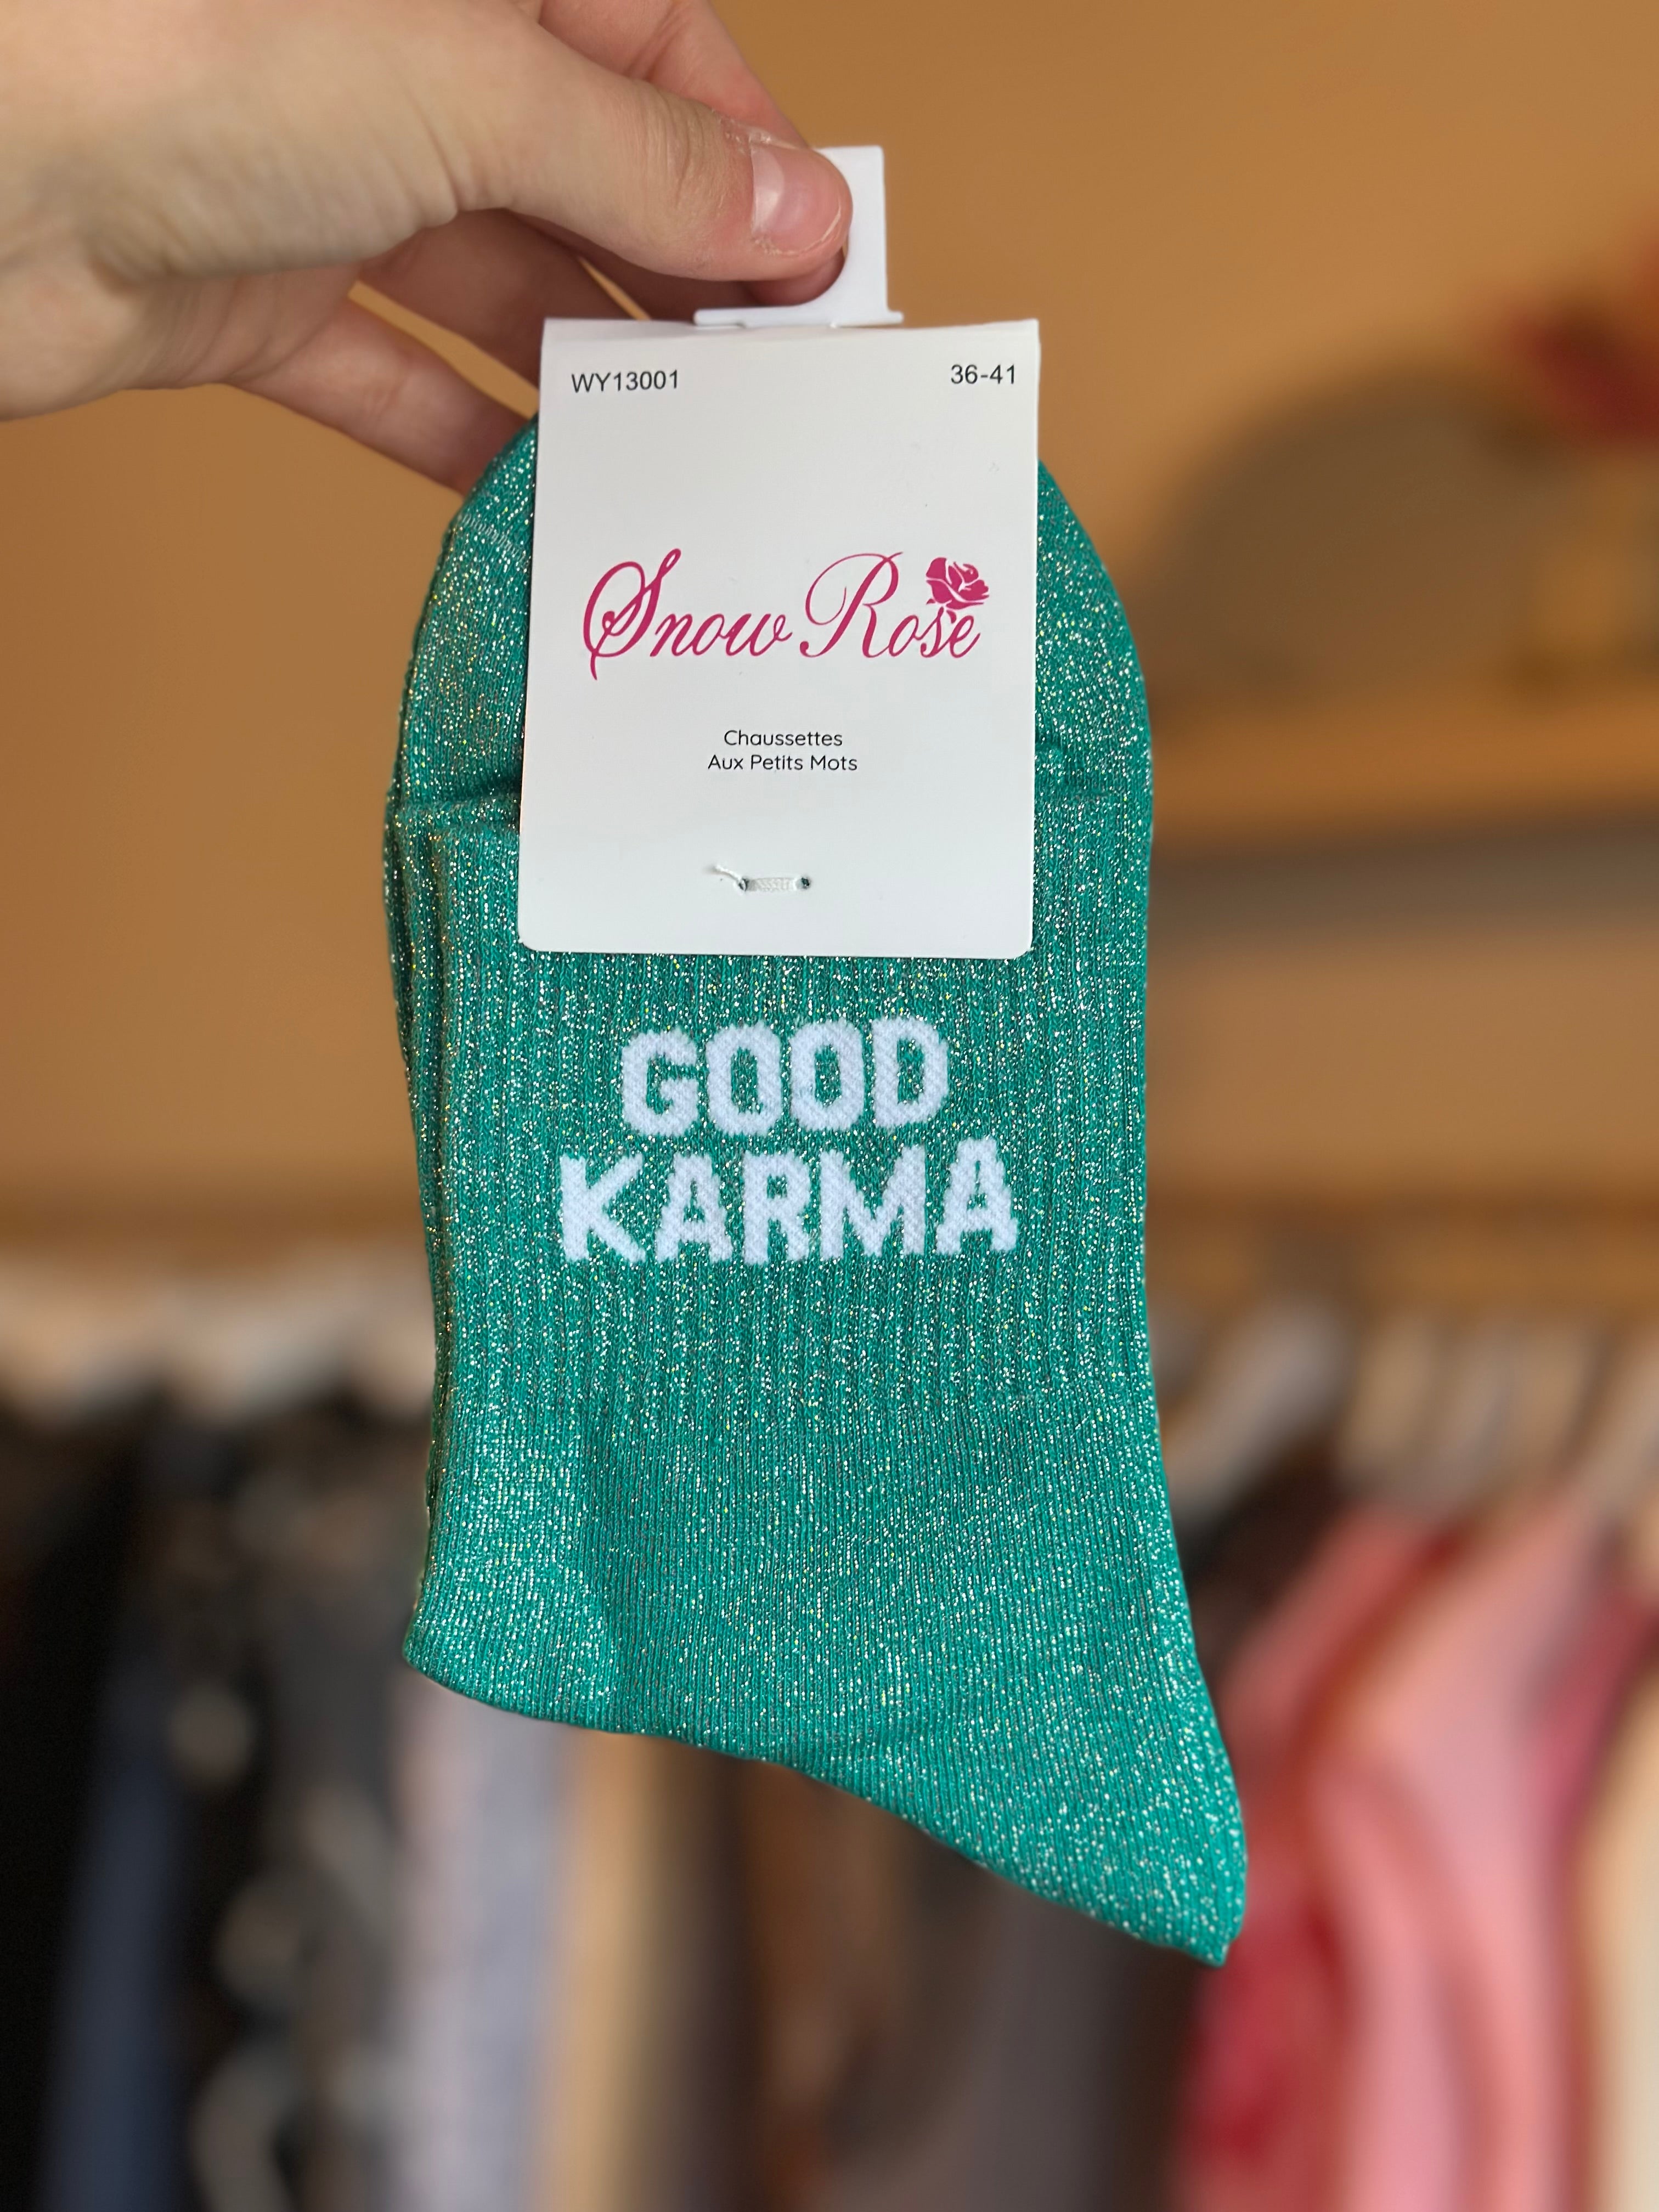 WY13001 36-41
Snow Rose
Chaussettes
Aux Petits Mots
GOOD
KARMA